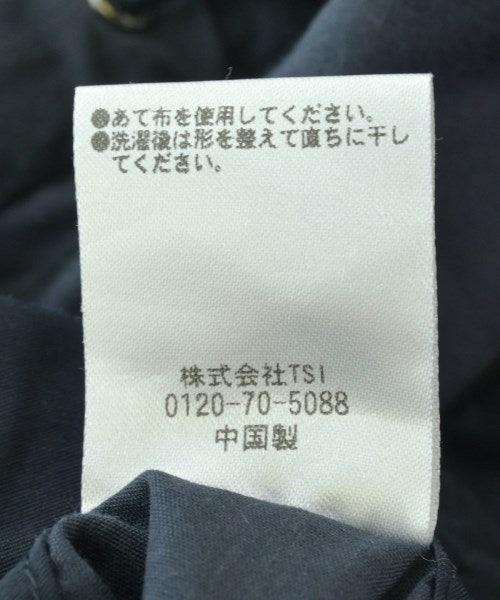 ●あて布を使用してください。
●洗濯後は形を整えて直ちに干し
てください。
株式会社TSI
0120-70-5088
中国製